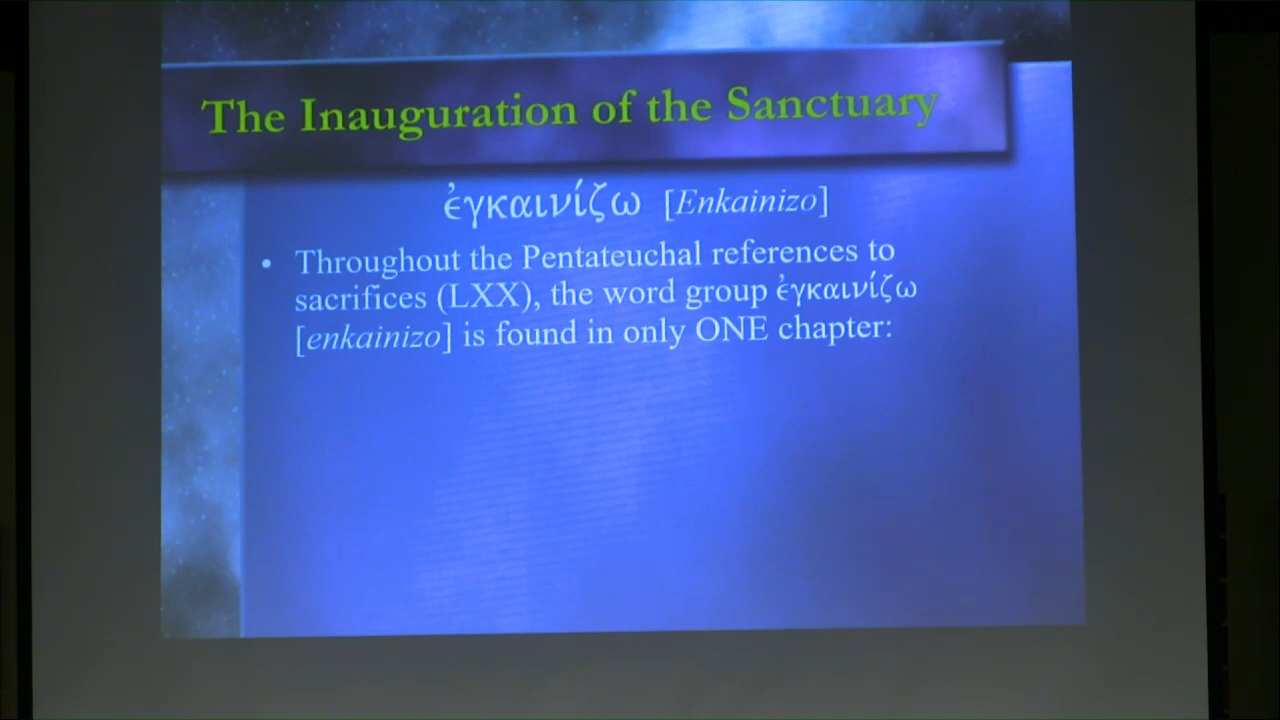 The Inauguration of the Sanctuary
ἐγκαινίζω [Enkainizo]
• Throughout the Pentateuchal references to
sacrifices (LXX), the word group ἐγκαινίζω
[enkainizo] is found in only ONE chapter: